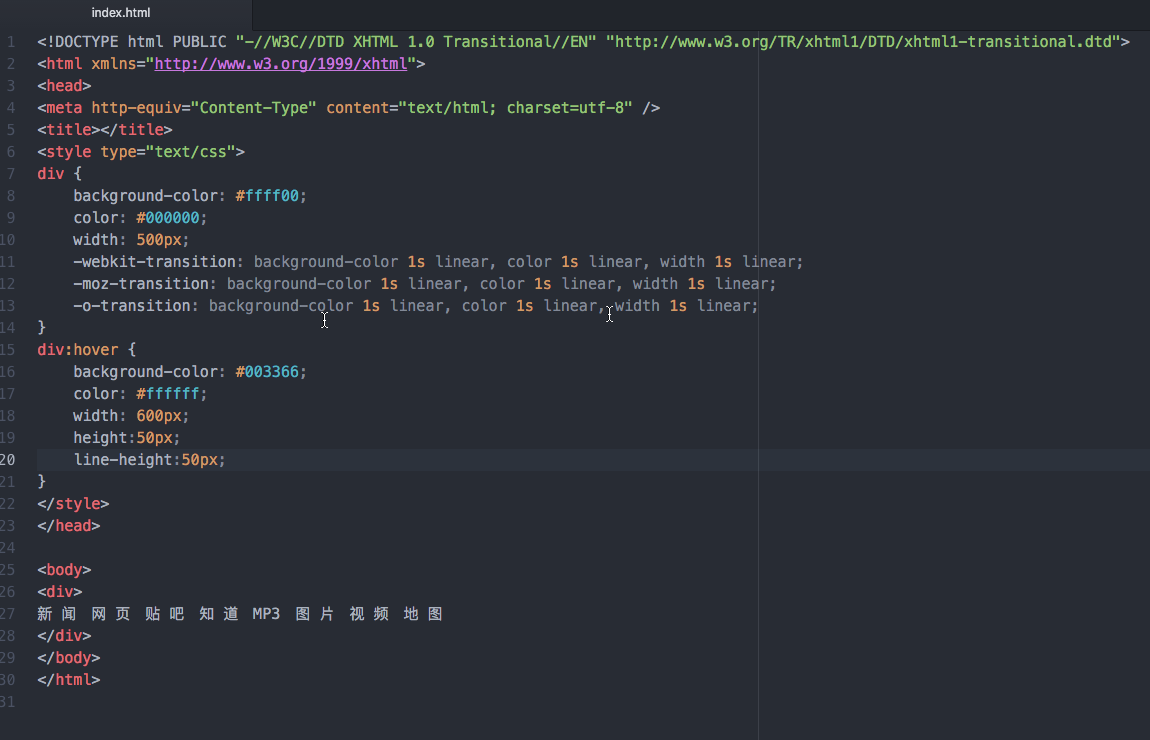 index.html
1 <!DOCTYPE html PUBLIC "-//W3C//DTD XHTML 1.0 Transitional//EN" "http://www.w3.org/TR/xhtml1/DTD/xhtml1-transitional.dtd">
2 <html xmlns="http://www.w3.org/1999/xhtml">
3 <head>
4 <meta http-equiv="Content-Type" content="text/html; charset=utf-8" />
5 <title></title>
6 <style type="text/css">
7 div {
8     background-color: #ffff00;
9     color: #000000;
10     width: 500px;
11     -webkit-transition: background-color 1s linear, color 1s linear, width 1s linear;
12     -moz-transition: background-color 1s linear, color 1s linear, width 1s linear;
13     -o-transition: background-color 1s linear, color 1s linear, width 1s linear;
14 }
15 div:hover {
16     background-color: #003366;
17     color: #ffffff;
18     width: 600px;
19     height:50px;
20     line-height:50px;
21 }
22 </style>
23 </head>
24
25 <body>
26 <div>
27 新 闻  网 页  贴 吧  知 道  MP3  图 片  视 频  地 图
28 </div>
29 </body>
30 </html>
31